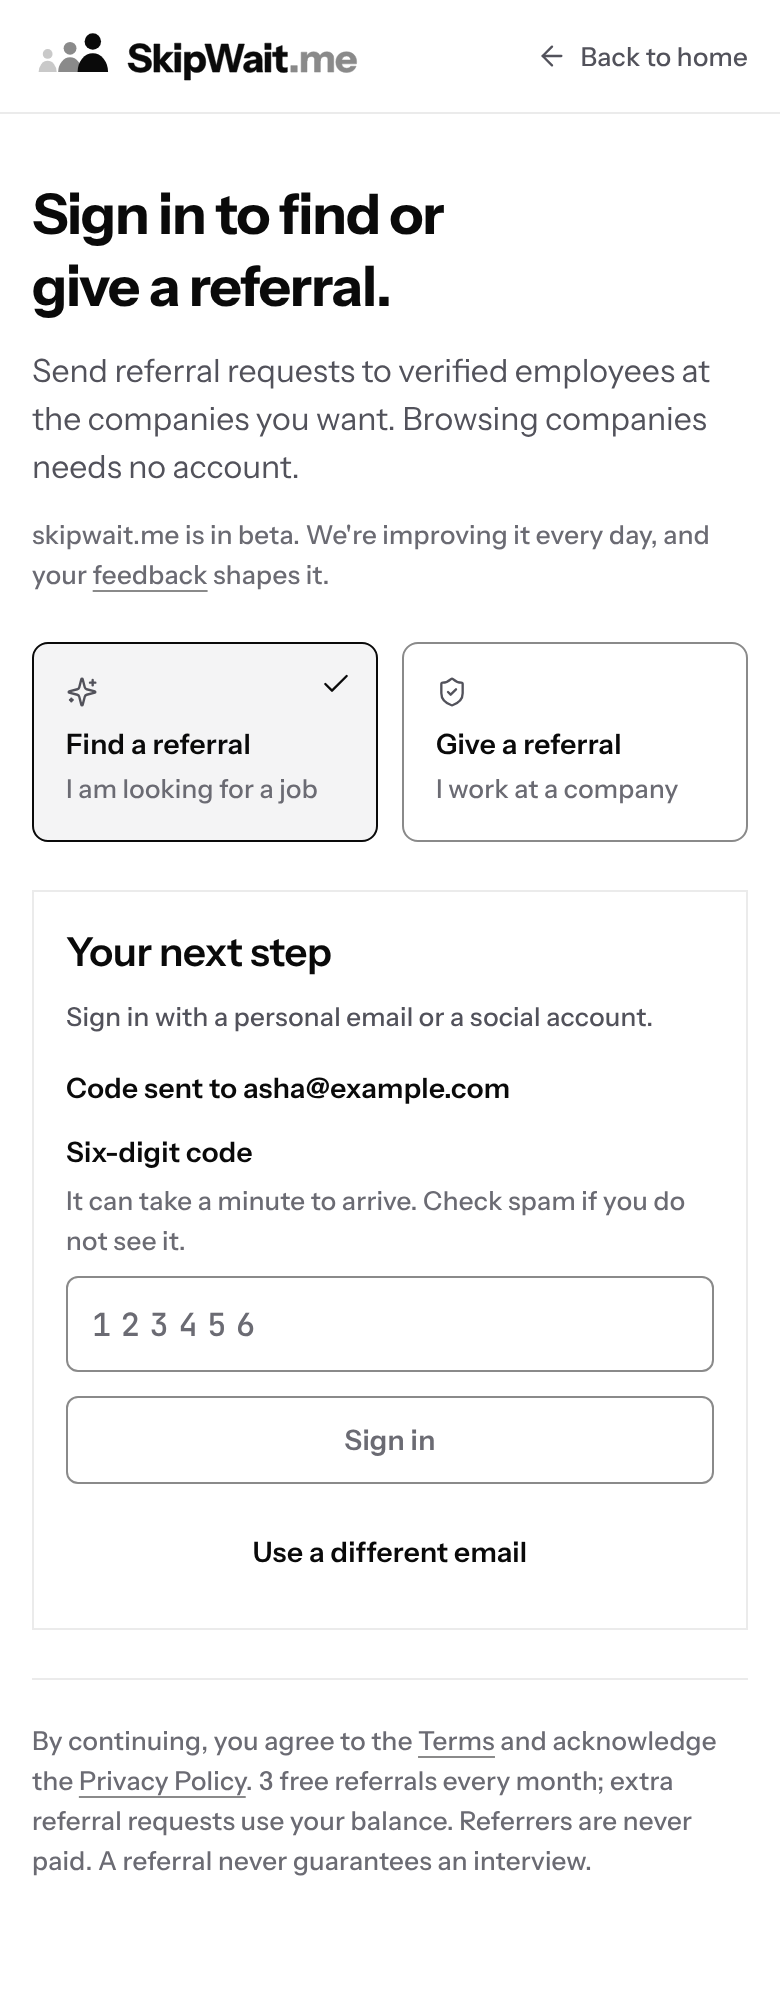 SkipWait.me
Back to home
Sign in to find or
give a referral.
Send referral requests to verified employees at
the companies you want. Browsing companies
needs no account.
skipwait.me is in beta. We're improving it every day, and
your feedback shapes it.
Find a referral
I am looking for a job
Give a referral
I work at a company
Your next step
Sign in with a personal email or a social account.
Code sent to asha@example.com
Six-digit code
It can take a minute to arrive. Check spam if you do
not see it.
123456
Sign in
Use a different email
By continuing, you agree to the Terms and acknowledge
the Privacy Policy. 3 free referrals every month; extra
referral requests use your balance. Referrers are never
paid. A referral never guarantees an interview.